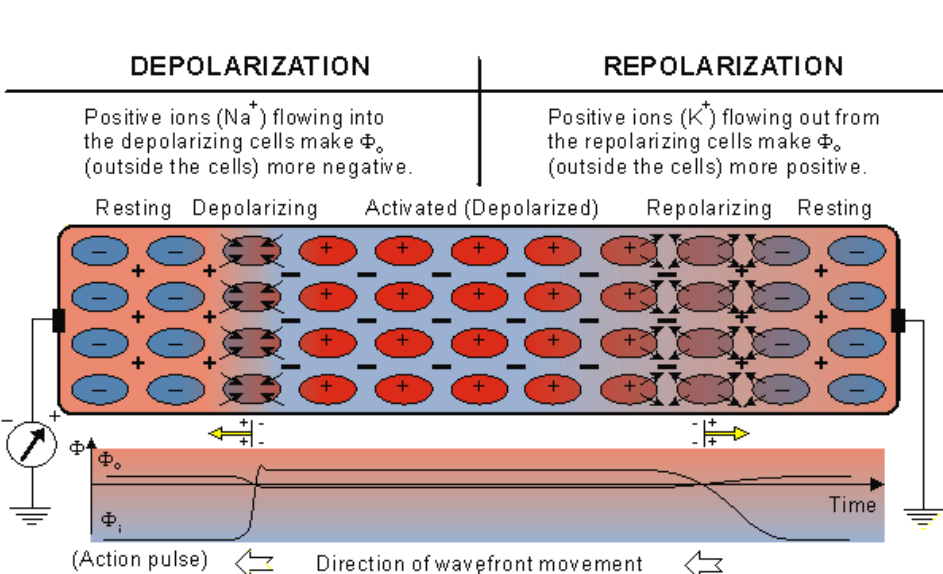 DEPOLARIZATION
REPOLARIZATION
Positive ions (Na⁺) flowing into
the depolarizing cells make Φₒ
(outside the cells) more negative.
Positive ions (K⁺) flowing out from
the repolarizing cells make Φₒ
(outside the cells) more positive.
Resting Depolarizing Activated (Depolarized) Repolarizing Resting
Φ
Φₒ
Time
Φᵢ
(Action pulse)
Direction of wavefront movement